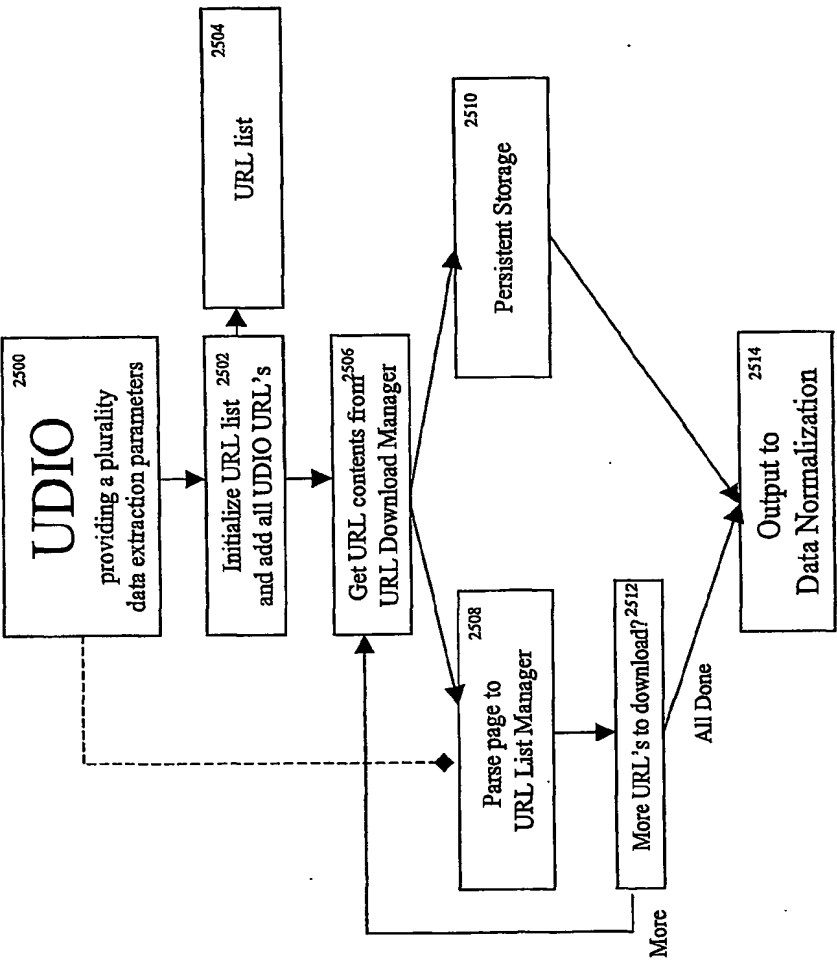 2500
UDIO
providing a plurality
data extraction parameters
Initialize URL list 2502
and add all UDIO URL's
2504
URL list
Get URL contents from 2506
URL Download Manager
2508
Parse page to
URL List Manager
2510
Persistent Storage
More URL's to download? 2512
More
All Done
2514
Output to
Data Normalization